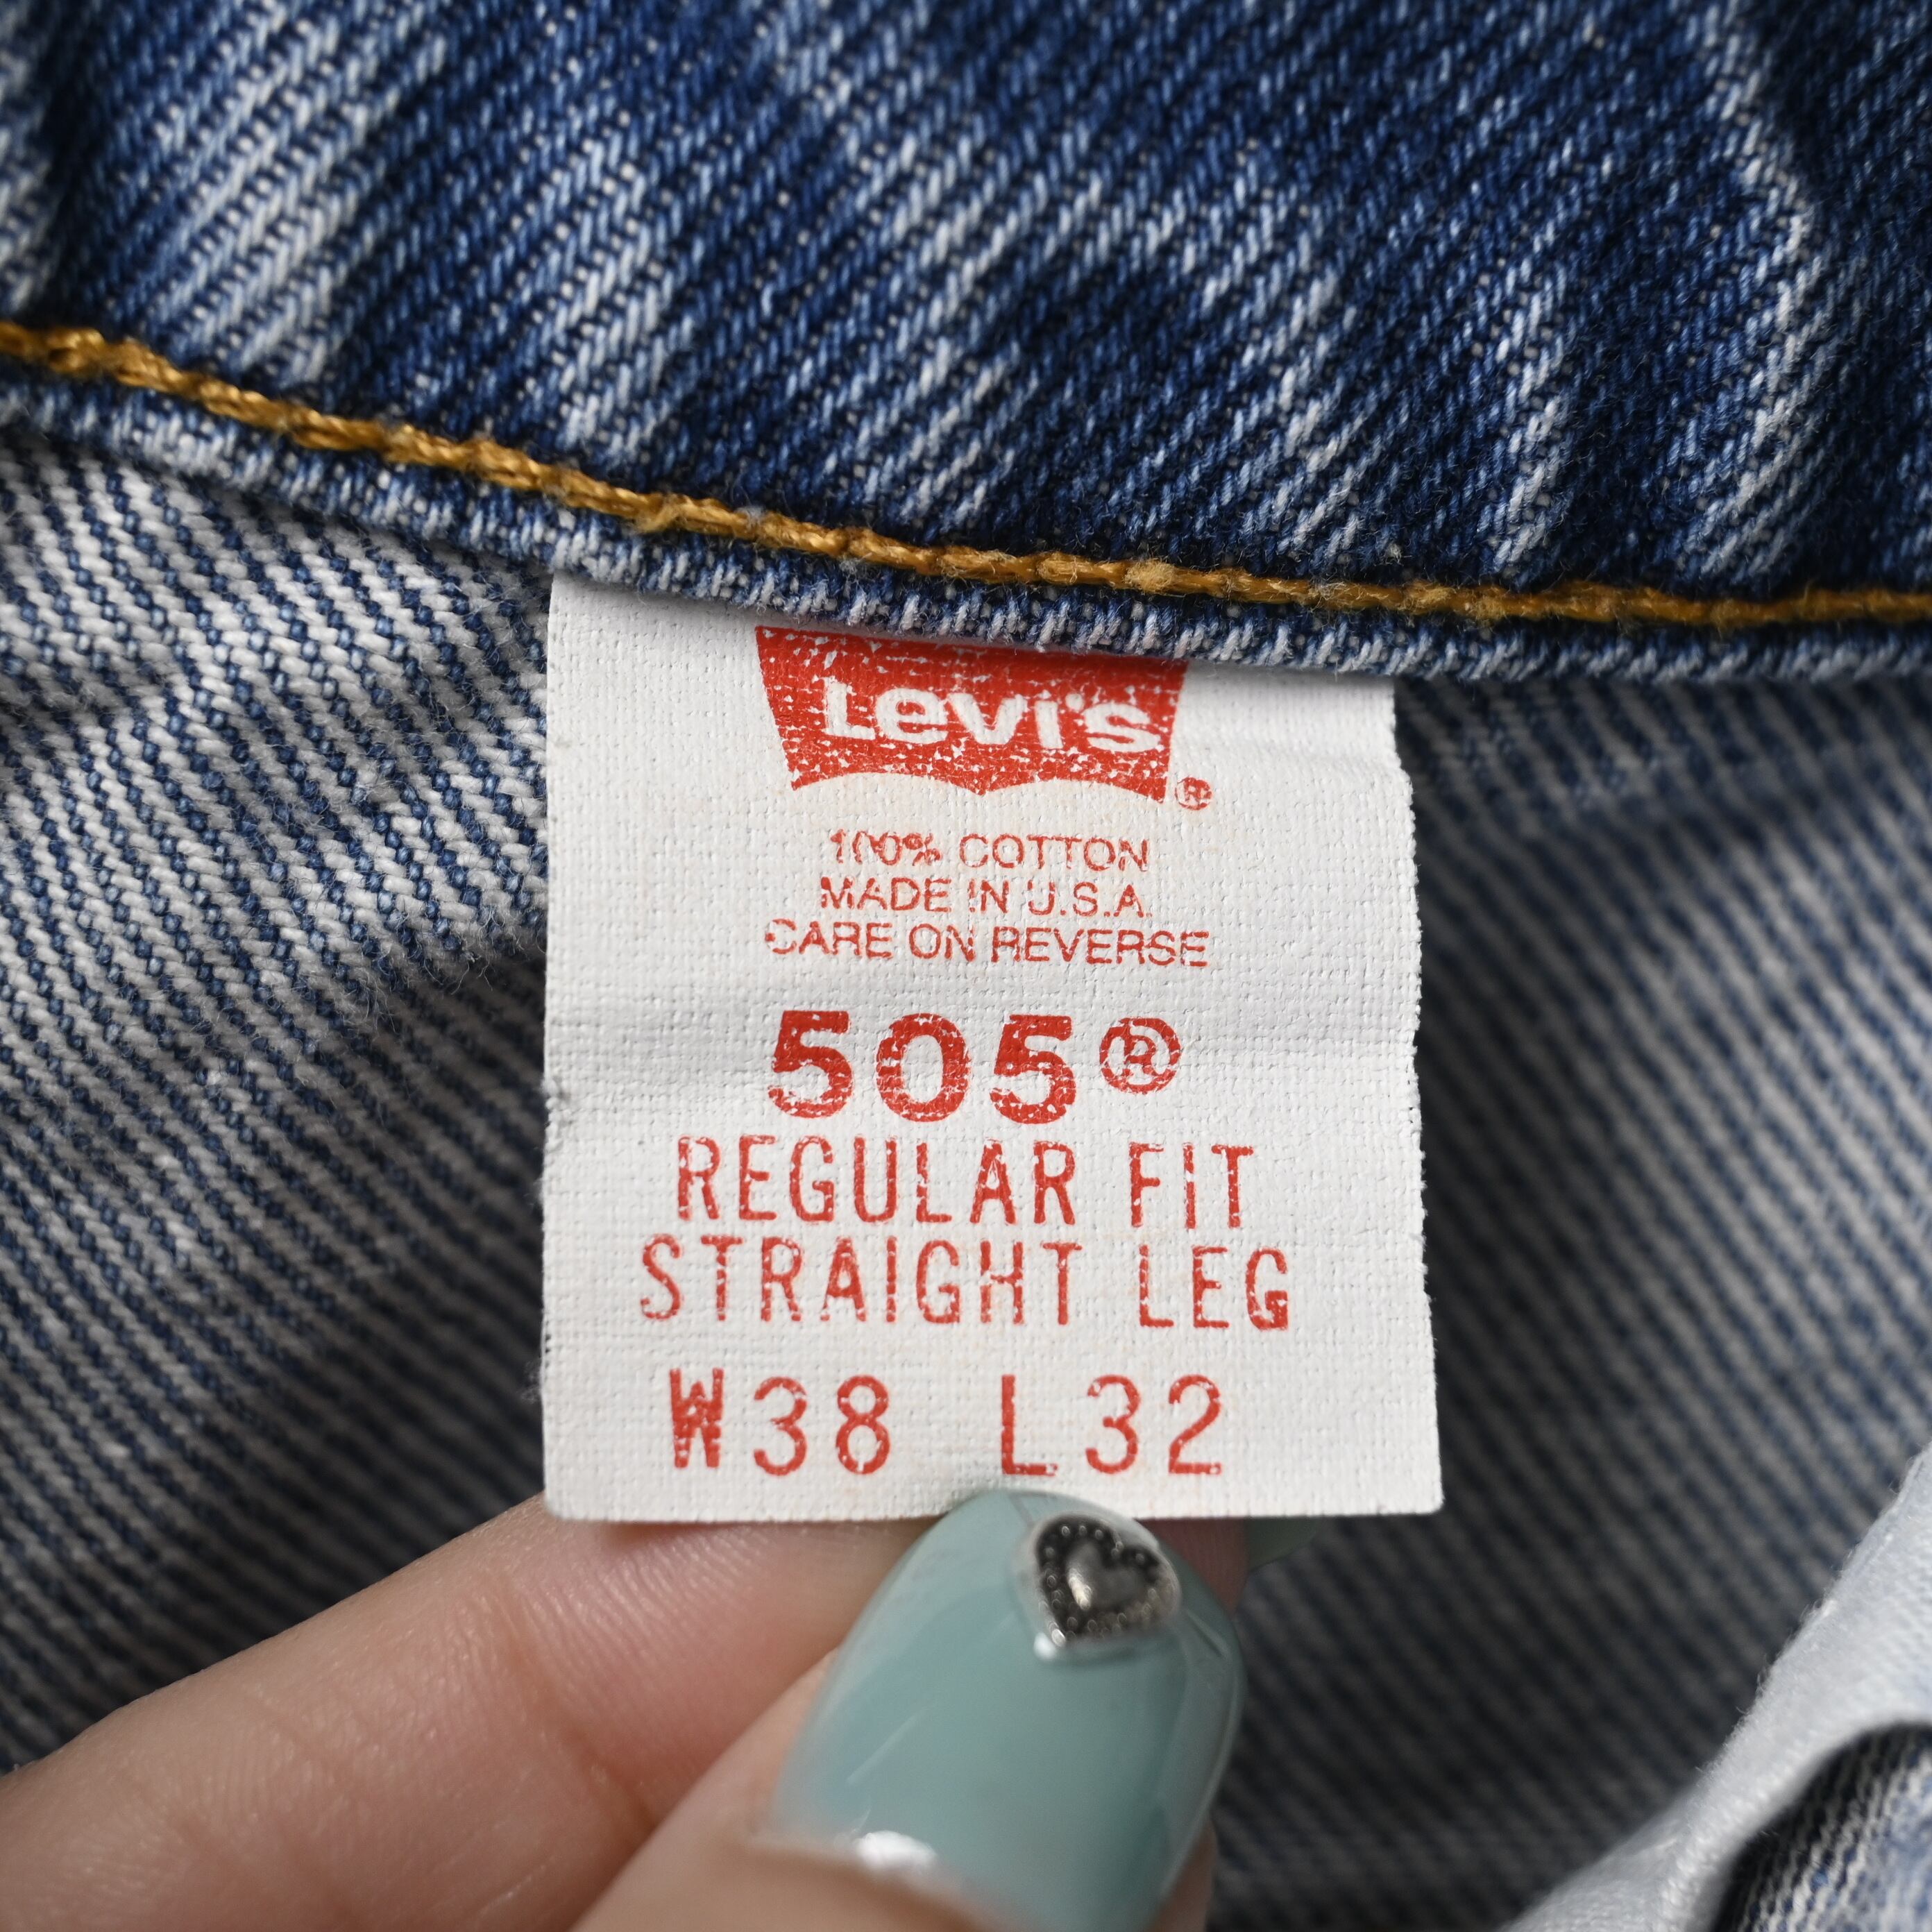 Levi's®
100% COTTON
MADE IN U.S.A.
CARE ON REVERSE
505®
REGULAR FIT
STRAIGHT LEG
W38 L32